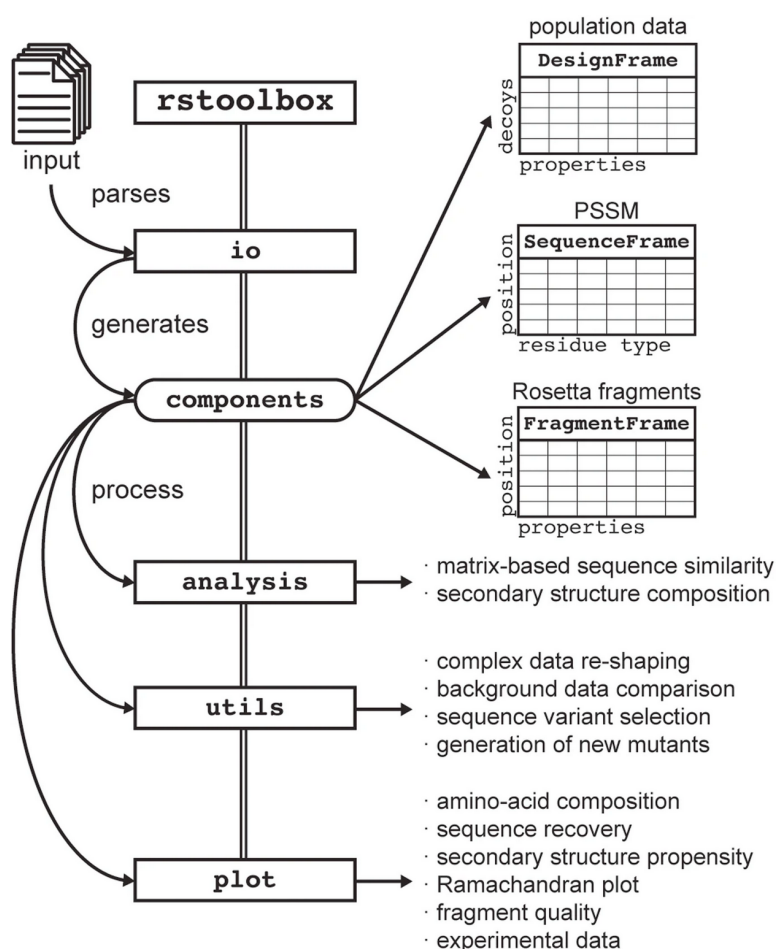 population data
DesignFrame
decoys
properties
rstoolbox
input
parses
PSSM
io
SequenceFrame
position
residue type
generates
Rosetta fragments
components
FragmentFrame
position
properties
process
analysis
· matrix-based sequence similarity
· secondary structure composition
utils
· complex data re-shaping
· background data comparison
· sequence variant selection
· generation of new mutants
plot
· amino-acid composition
· sequence recovery
· secondary structure propensity
· Ramachandran plot
· fragment quality
· experimental data